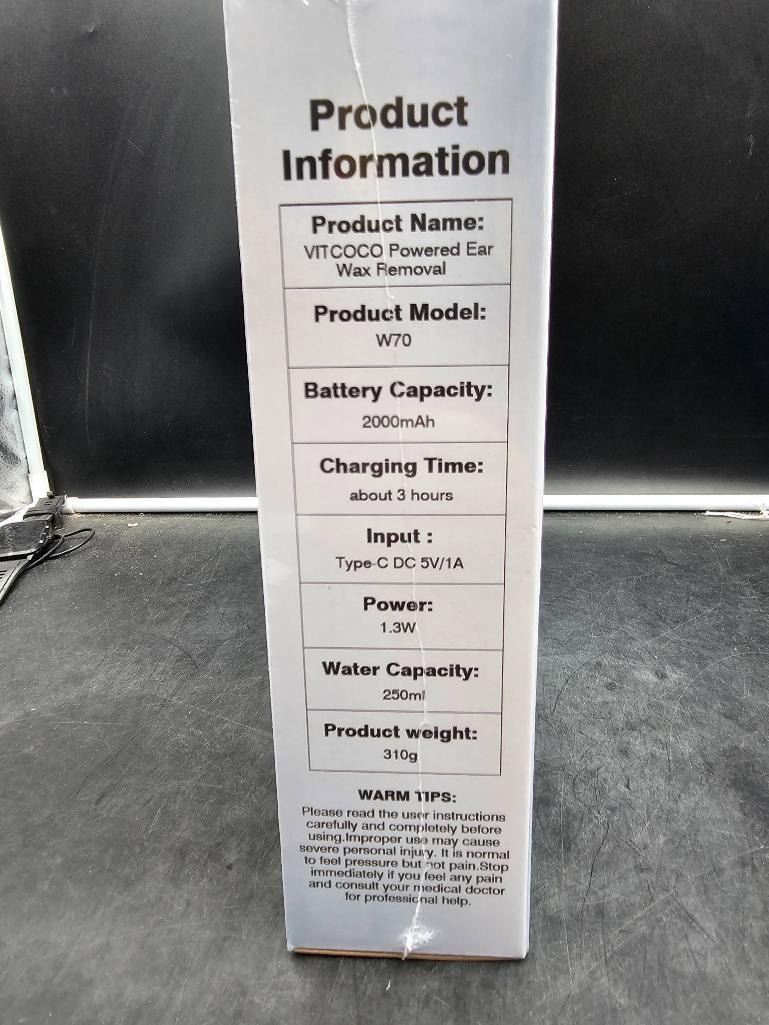 Product
Information
Product Name:
VITCOCO Powered Ear
Wax Removal
Product Model:
W70
Battery Capacity:
2000mAh
Charging Time:
about 3 hours
Input :
Type-C DC 5V/1A
Power:
1.3W
Water Capacity:
250ml
Product weight:
310g
WARM TIPS:
Please read the user instructions
carefully and completely before
using.Improper use may cause
severe personal injury. It is normal
to feel pressure but not pain.Stop
immediately if you feel any pain
and consult your medical doctor
for professional help.